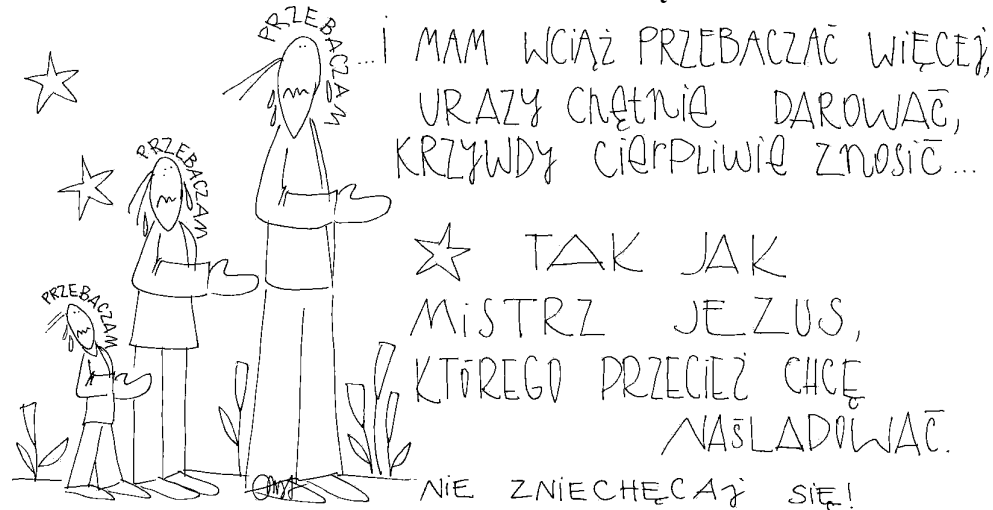 PRZEBACZAM
PRZEBACZAM
PRZEBACZAM
...I MAM WCIĄŻ PRZEBACZAĆ WIĘCEJ,
URAZY CHĘTNIE DAROWAĆ,
KRZYWDY CIERPLIWIE ZNOSIĆ...
TAK JAK
MISTRZ JEZUS,
KTÓREGO PRZECIEŻ CHCĘ
NAŚLADOWAĆ.
NIE ZNIECHĘCAJ SIĘ!